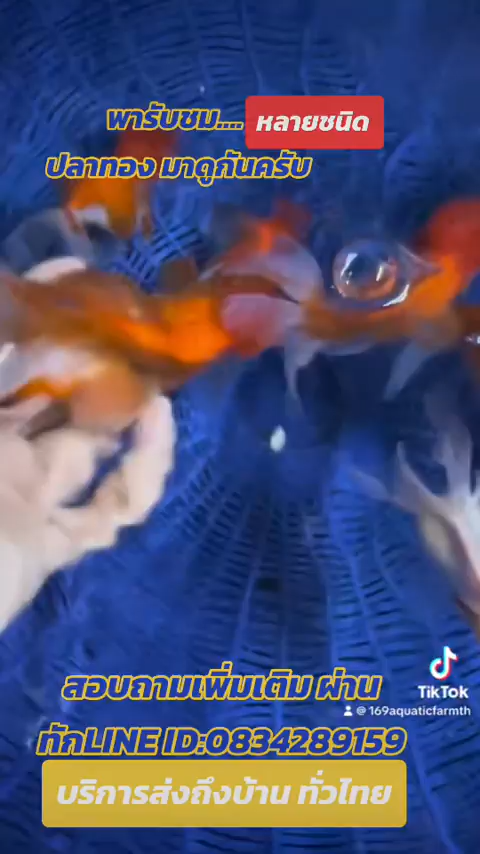 พารับชม.... หลายชนิด
ปลาทอง มาดูกันครับ
สอบถามเพิ่มเติม ผ่าน
ทักLINE ID:0834289159
บริการส่งถึงบ้าน ทั่วไทย
TikTok
@169aquaticfarmth